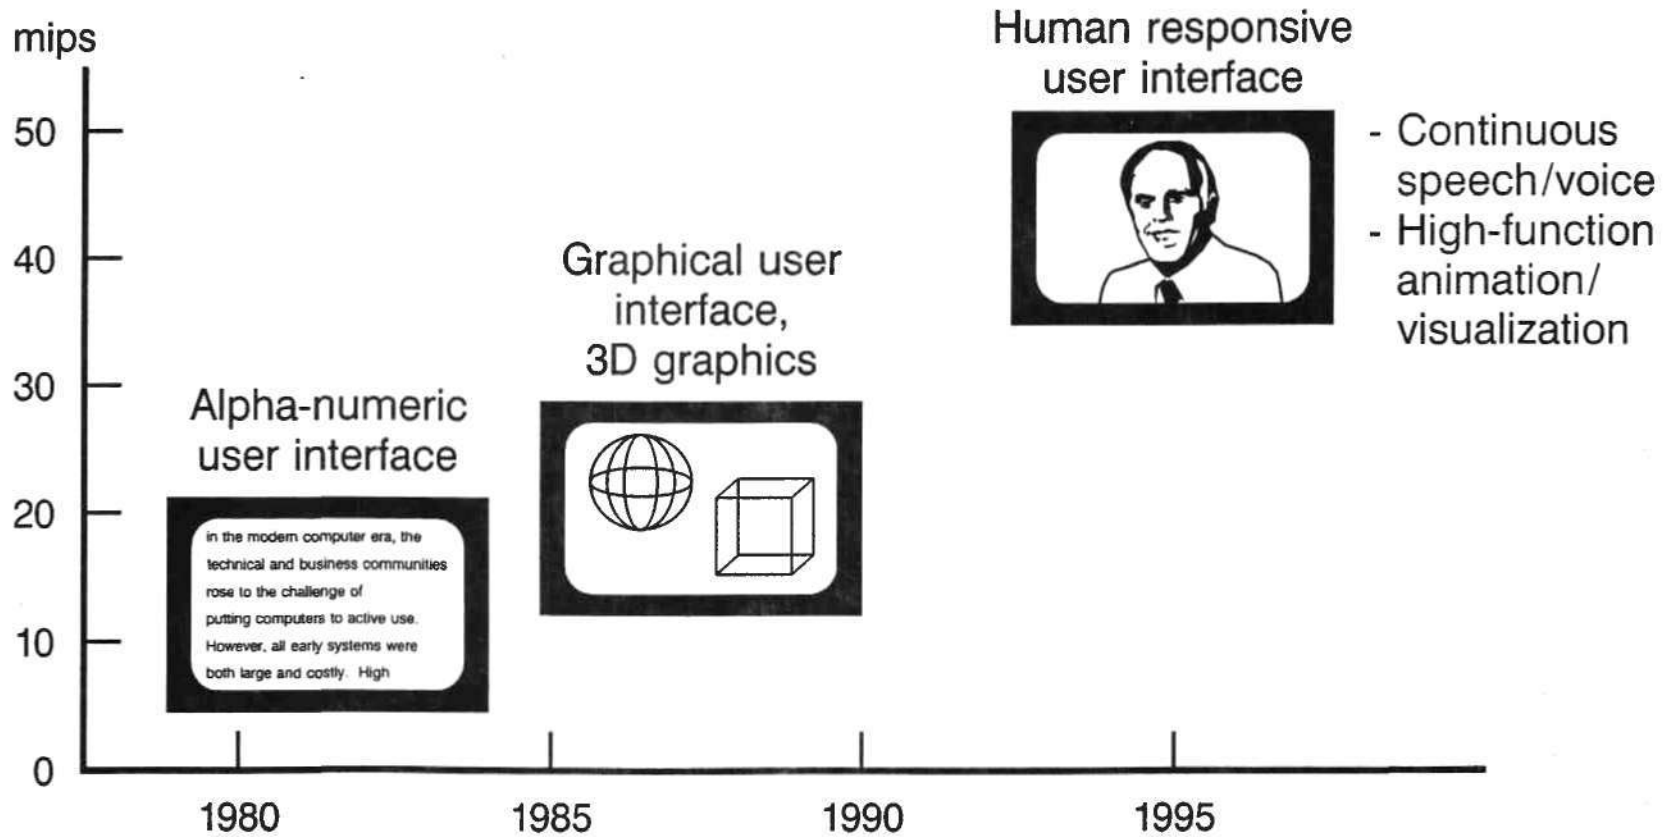 mips
50
40
30
20
10
0
1980
1985
1990
1995
Alpha-numeric
user interface
in the modern computer era, the
technical and business communities
rose to the challenge of
putting computers to active use.
However, all early systems were
both large and costly. High
Graphical user
interface,
3D graphics
Human responsive
user interface
- Continuous
speech/voice
- High-function
animation/
visualization